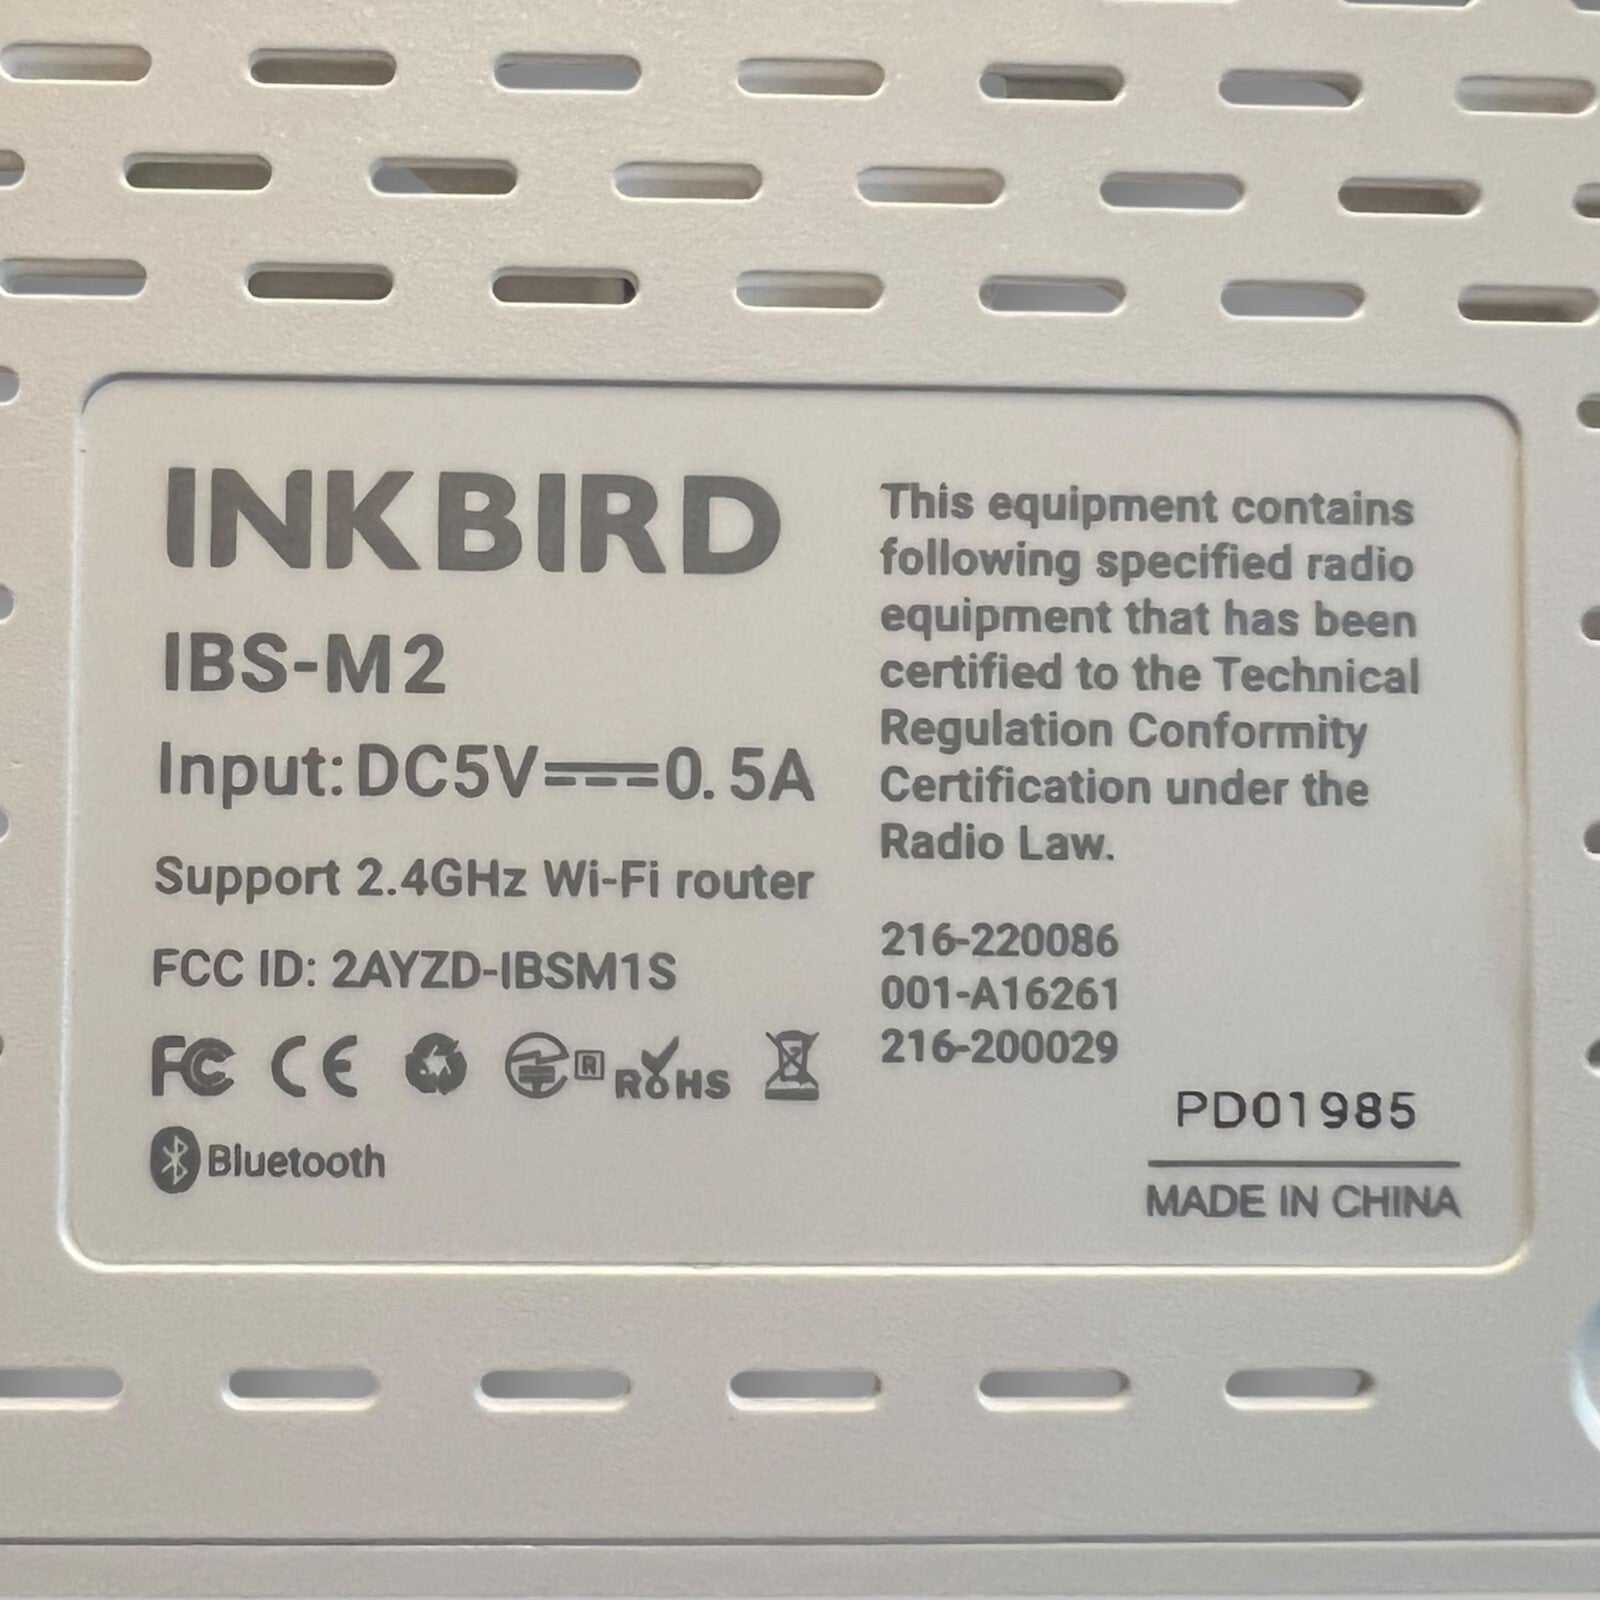 INKBIRD
IBS-M2
Input: DC5V⎓0. 5A
Support 2.4GHz Wi-Fi router
FCC ID: 2AYZD-IBSM1S
FC CE R RoHS
Bluetooth
This equipment contains
following specified radio
equipment that has been
certified to the Technical
Regulation Conformity
Certification under the
Radio Law.
216-220086
001-A16261
216-200029
PD01985
MADE IN CHINA